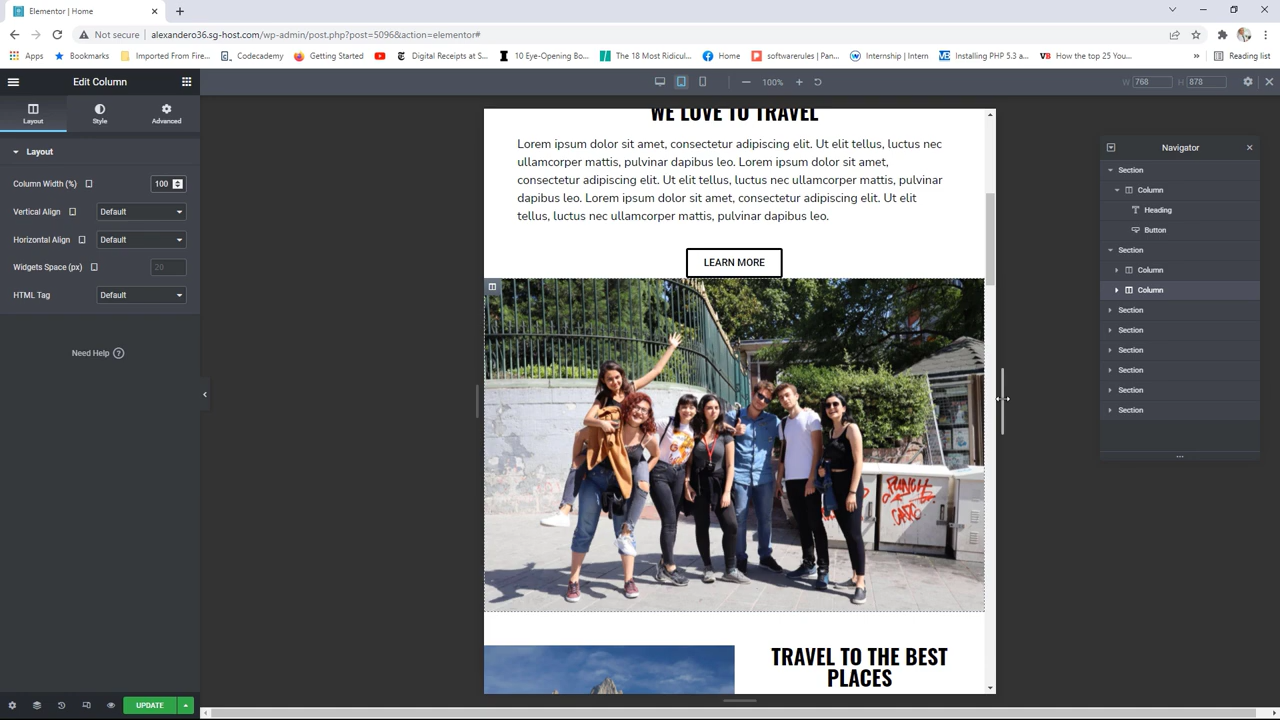 Elementor | Home
Not secure | alexandero36.sg-host.com/wp-admin/post.php?post=5096&action=elementor#
Apps Bookmarks Imported From Fire... Codecademy Getting Started Digital Receipts at S... 10 Eye-Opening Bo... The 18 Most Ridicul... Home softwarerules | Pan... Internship | Intern Installing PHP 5.3 a... How the top 25 You... » Reading list
Edit Column
100%
W 768 H 878
Layout Style Advanced
Layout
Column Width (%) 100
Vertical Align Default
Horizontal Align Default
Widgets Space (px) 20
HTML Tag Default
Need Help ?
UPDATE
WE LOVE TO TRAVEL
Lorem ipsum dolor sit amet, consectetur adipiscing elit. Ut elit tellus, luctus nec
ullamcorper mattis, pulvinar dapibus leo. Lorem ipsum dolor sit amet,
consectetur adipiscing elit. Ut elit tellus, luctus nec ullamcorper mattis, pulvinar
dapibus leo. Lorem ipsum dolor sit amet, consectetur adipiscing elit. Ut elit
tellus, luctus nec ullamcorper mattis, pulvinar dapibus leo.
LEARN MORE
TRAVEL TO THE BEST
PLACES
Navigator
Section
Column
Heading
Button
Section
Column
Column
Section
Section
Section
Section
Section
Section